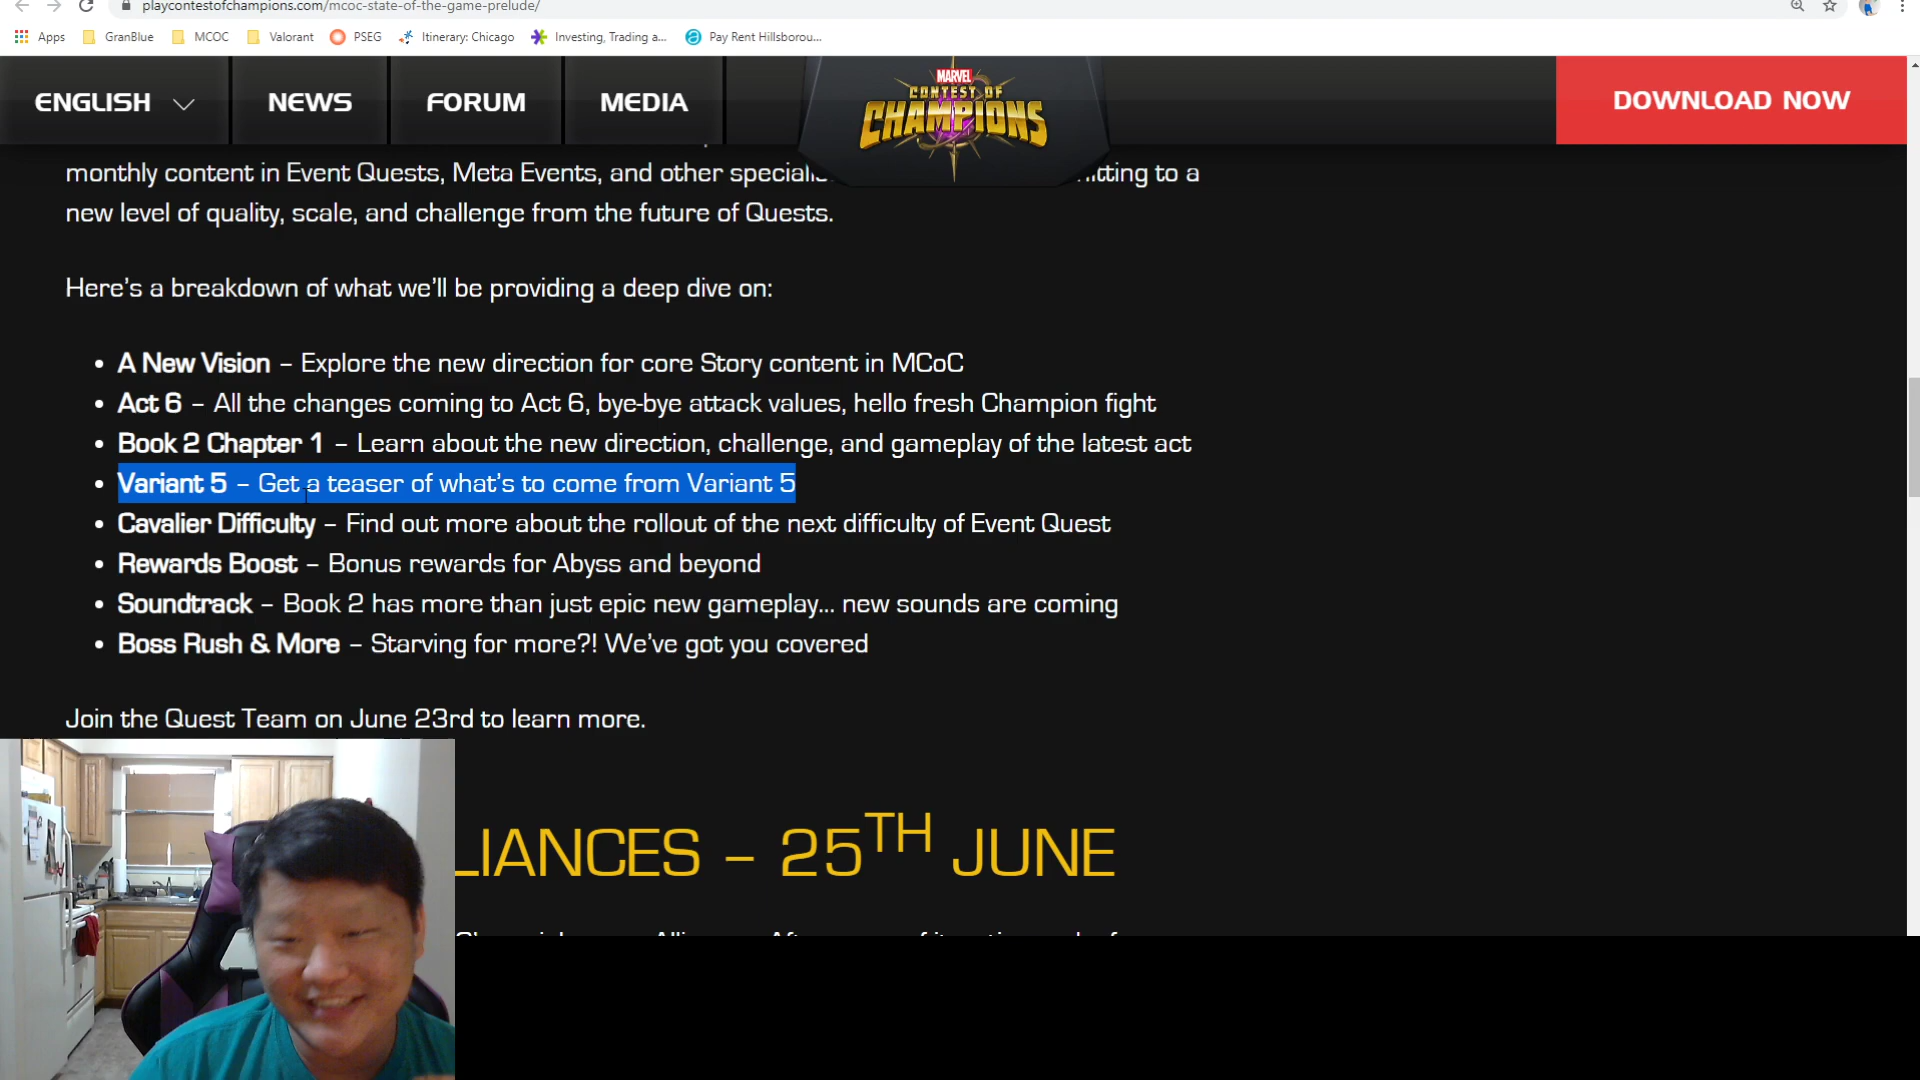 playcontestofchampions.com/mcoc-state-of-the-game-prelude/
Apps GranBlue MCOC Valorant PSEG Itinerary: Chicago Investing, Trading a... Pay Rent Hillsborou...
ENGLISH NEWS FORUM MEDIA MARVEL CONTEST OF CHAMPIONS DOWNLOAD NOW
monthly content in Event Quests, Meta Events, and other to a
new level of quality, scale, and challenge from the future of Quests.
Here's a breakdown of what we'll be providing a deep dive on:
• A New Vision – Explore the new direction for core Story content in MCoC
• Act 6 – All the changes coming to Act 6, bye-bye attack values, hello fresh Champion fight
• Book 2 Chapter 1 – Learn about the new direction, challenge, and gameplay of the latest act
• Variant 5 – Get a teaser of what's to come from Variant 5
• Cavalier Difficulty – Find out more about the rollout of the next difficulty of Event Quest
• Rewards Boost – Bonus rewards for Abyss and beyond
• Soundtrack – Book 2 has more than just epic new gameplay... new sounds are coming
• Boss Rush & More – Starving for more?! We've got you covered
Join the Quest Team on June 23rd to learn more.
LIANCES – 25TH JUNE